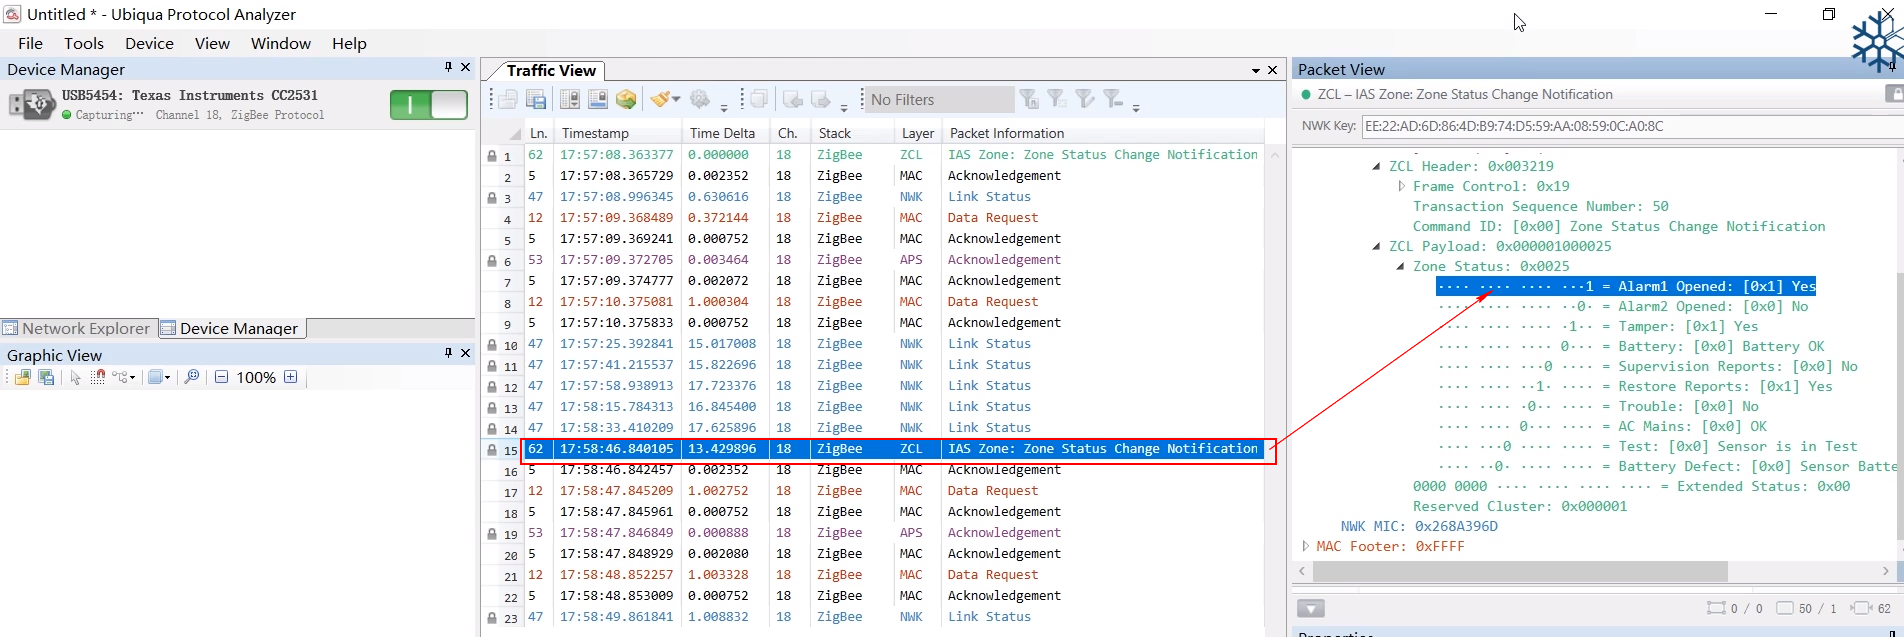 Untitled * - Ubiqua Protocol Analyzer
File Tools Device View Window Help
Device Manager
USB5454: Texas Instruments CC2531
Capturing··· Channel 18, ZigBee Protocol
Network Explorer Device Manager
Graphic View
100%
Traffic View
No Filters
Ln. Timestamp Time Delta Ch. Stack Layer Packet Information
1 62 17:57:08.363377 0.000000 18 ZigBee ZCL IAS Zone: Zone Status Change Notification
2 5 17:57:08.365729 0.002352 18 ZigBee MAC Acknowledgement
3 47 17:57:08.996345 0.630616 18 ZigBee NWK Link Status
4 12 17:57:09.368489 0.372144 18 ZigBee MAC Data Request
5 5 17:57:09.369241 0.000752 18 ZigBee MAC Acknowledgement
6 53 17:57:09.372705 0.003464 18 ZigBee APS Acknowledgement
7 5 17:57:09.374777 0.002072 18 ZigBee MAC Acknowledgement
8 12 17:57:10.375081 1.000304 18 ZigBee MAC Data Request
9 5 17:57:10.375833 0.000752 18 ZigBee MAC Acknowledgement
10 47 17:57:25.392841 15.017008 18 ZigBee NWK Link Status
11 47 17:57:41.215537 15.822696 18 ZigBee NWK Link Status
12 47 17:57:58.938913 17.723376 18 ZigBee NWK Link Status
13 47 17:58:15.784313 16.845400 18 ZigBee NWK Link Status
14 47 17:58:33.410209 17.625896 18 ZigBee NWK Link Status
15 62 17:58:46.840105 13.429896 18 ZigBee ZCL IAS Zone: Zone Status Change Notification
16 5 17:58:46.842457 0.002352 18 ZigBee MAC Acknowledgement
17 12 17:58:47.845209 1.002752 18 ZigBee MAC Data Request
18 5 17:58:47.845961 0.000752 18 ZigBee MAC Acknowledgement
19 53 17:58:47.846849 0.000888 18 ZigBee APS Acknowledgement
20 5 17:58:47.848929 0.002080 18 ZigBee MAC Acknowledgement
21 12 17:58:48.852257 1.003328 18 ZigBee MAC Data Request
22 5 17:58:48.853009 0.000752 18 ZigBee MAC Acknowledgement
23 47 17:58:49.861841 1.008832 18 ZigBee NWK Link Status
Packet View
ZCL – IAS Zone: Zone Status Change Notification
NWK Key: EE:22:AD:6D:86:4D:B9:74:D5:59:AA:08:59:0C:A0:8C
ZCL Header: 0x003219
Frame Control: 0x19
Transaction Sequence Number: 50
Command ID: [0x00] Zone Status Change Notification
ZCL Payload: 0x000001000025
Zone Status: 0x0025
···· ···· ···· ···1 = Alarm1 Opened: [0x1] Yes
···· ···· ···· ··0· = Alarm2 Opened: [0x0] No
···· ···· ···· ·1·· = Tamper: [0x1] Yes
···· ···· ···· 0··· = Battery: [0x0] Battery OK
···· ···· ···0 ···· = Supervision Reports: [0x0] No
···· ···· ··1· ···· = Restore Reports: [0x1] Yes
···· ···· ·0·· ···· = Trouble: [0x0] No
···· ···· 0··· ···· = AC Mains: [0x0] OK
···· ···0 ···· ···· = Test: [0x0] Sensor is in Test
···· ··0· ···· ···· = Battery Defect: [0x0] Sensor Batte
0000 0000 ···· ···· ···· ···· = Extended Status: 0x00
Reserved Cluster: 0x000001
NWK MIC: 0x268A396D
MAC Footer: 0xFFFF
0 / 0 50 / 1 62
Properties